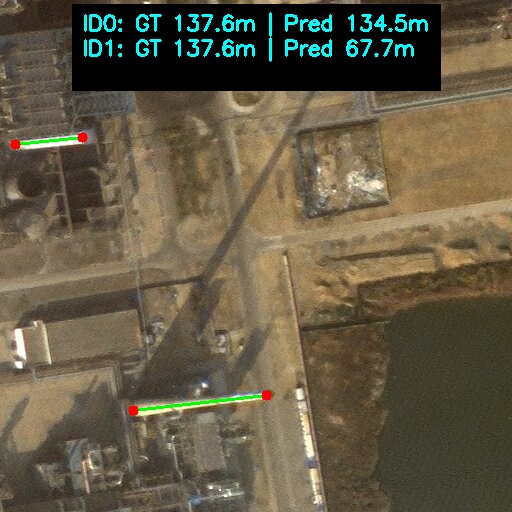 ID0: GT 137.6m | Pred 134.5m
ID1: GT 137.6m | Pred 67.7m